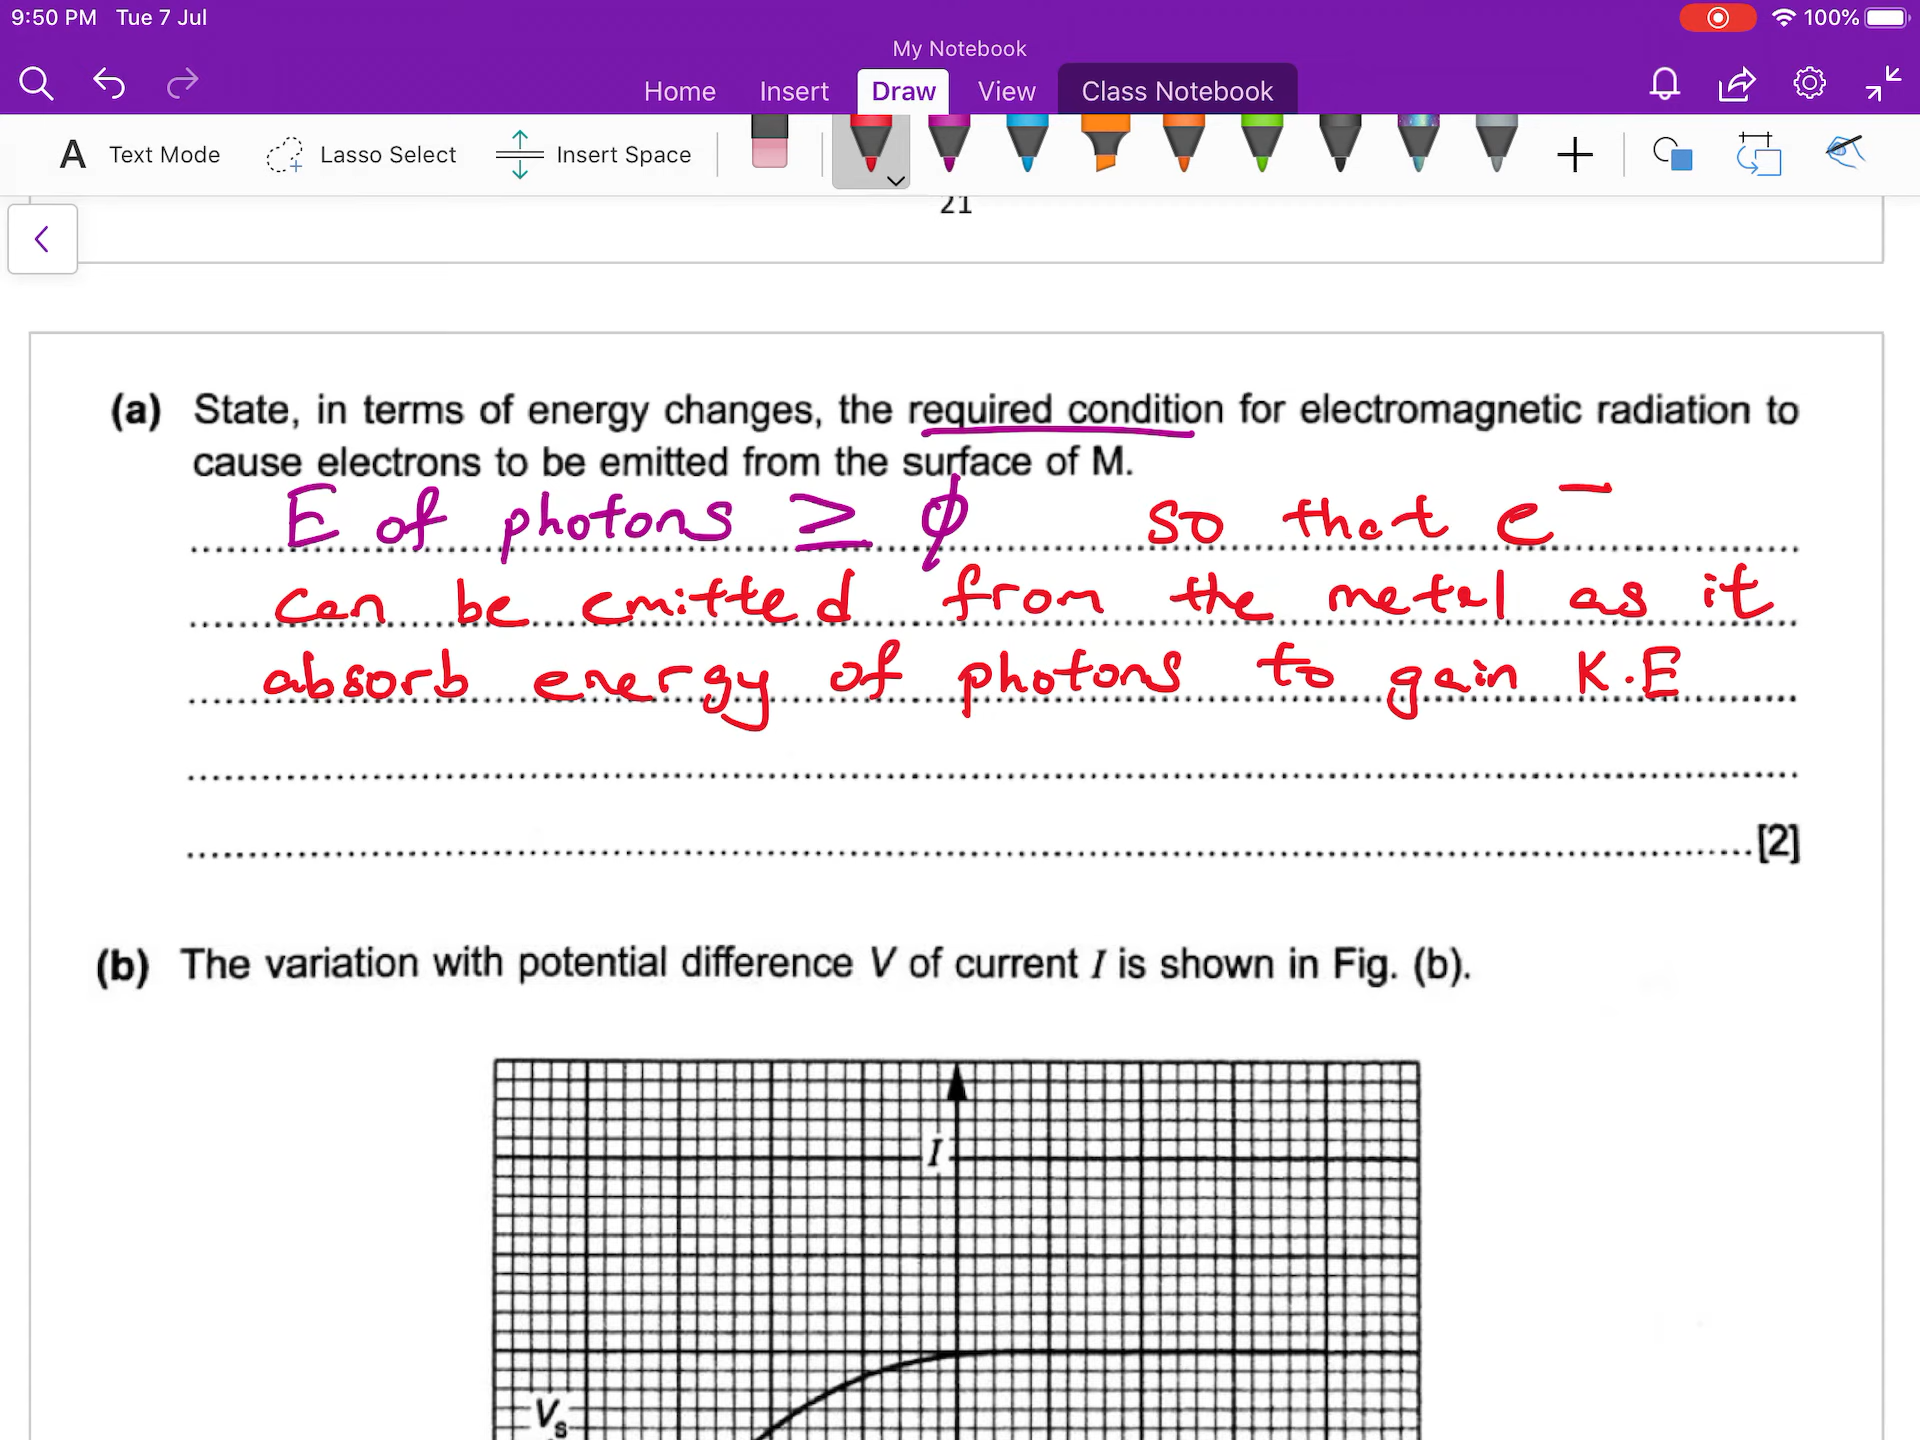 9:50 PM Tue 7 Jul
100%
My Notebook
Home Insert Draw View Class Notebook
A Text Mode Lasso Select Insert Space
21
(a) State, in terms of energy changes, the required condition for electromagnetic radiation to
cause electrons to be emitted from the surface of M.
E of photons ≥ ϕ so that e⁻
can be emitted from the metal as it
absorb energy of photons to gain K.E
[2]
(b) The variation with potential difference V of current I is shown in Fig. (b).
I
Vs